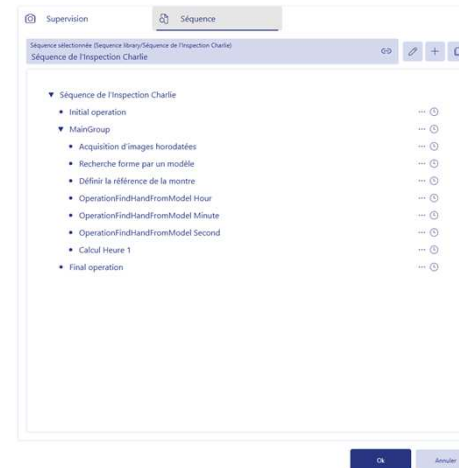 Supervision
Séquence
Séquence sélectionnée (Sequence library/Séquence de l'Inspection Charlie)
Séquence de l'Inspection Charlie
Séquence de l'Inspection Charlie
Initial operation
MainGroup
Acquisition d'images horodatées
Recherche forme par un modèle
Définir la référence de la montre
OperationFindHandFromModel Hour
OperationFindHandFromModel Minute
OperationFindHandFromModel Second
Calcul Heure 1
Final operation
Ok
Annuler